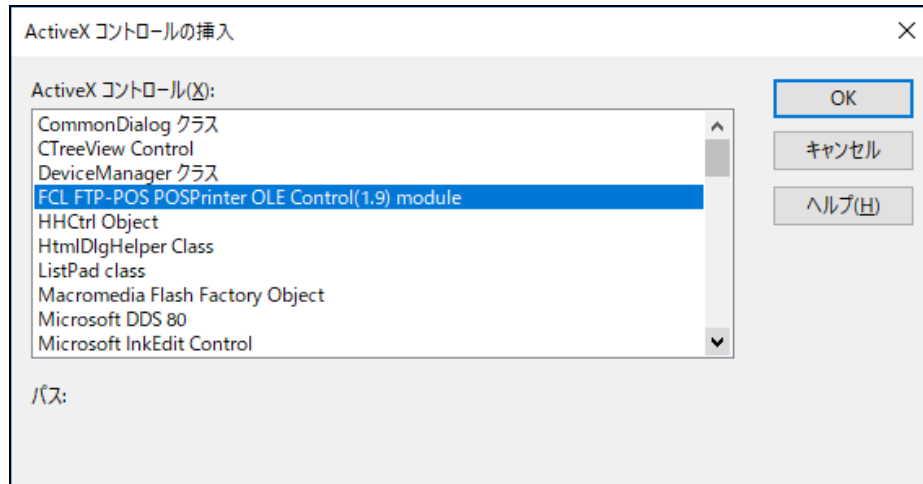 ActiveX コントロールの挿入
ActiveX コントロール(X):
CommonDialog クラス
CTreeView Control
DeviceManager クラス
FCL FTP-POS POSPrinter OLE Control(1.9) module
HHCtrl Object
HtmlDlgHelper Class
ListPad class
Macromedia Flash Factory Object
Microsoft DDS 80
Microsoft InkEdit Control
OK
キャンセル
ヘルプ(H)
パス: